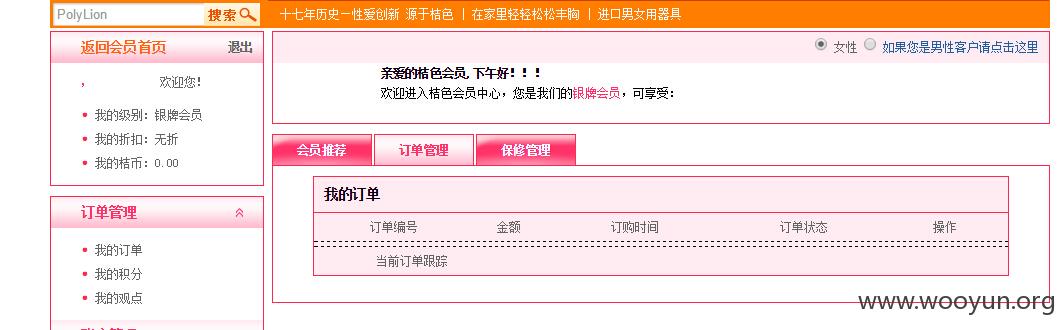 PolyLion 搜索 十七年历史－性爱创新 源于桔色 | 在家里轻轻松松丰胸 | 进口男女用器具
返回会员首页 退出
女性 如果您是男性客户请点击这里
, 欢迎您!
亲爱的桔色会员, 下午好！！！
欢迎进入桔色会员中心，您是我们的银牌会员，可享受：
我的级别：银牌会员
我的折扣：无折
我的桔币：0.00
会员推荐 订单管理 保修管理
我的订单
订单编号 金额 订购时间 订单状态 操作
当前订单跟踪
订单管理
我的订单
我的积分
我的观点
www.wooyun.org